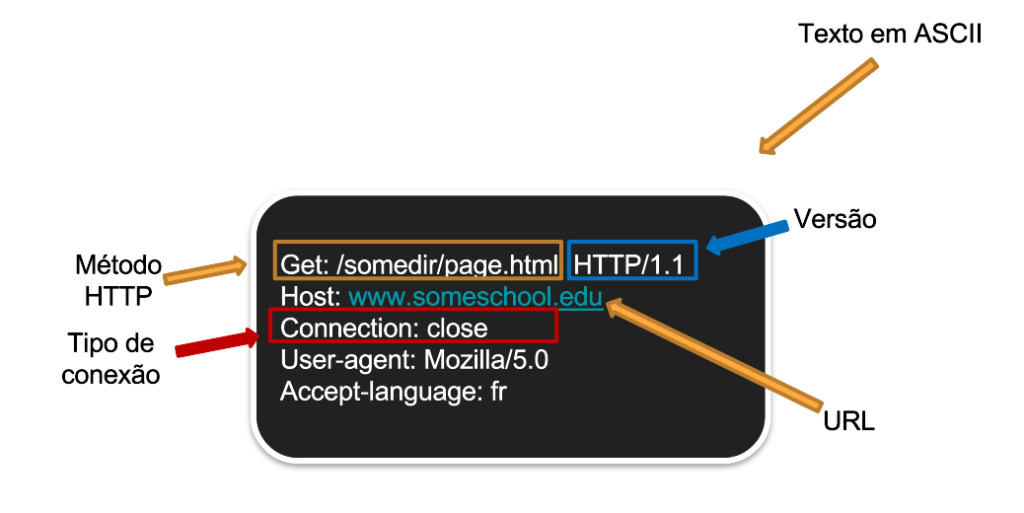 Texto em ASCII
Versão
Método
HTTP
Get: /somedir/page.html HTTP/1.1
Host: www.someschool.edu
Connection: close
User-agent: Mozilla/5.0
Accept-language: fr
Tipo de
conexão
URL